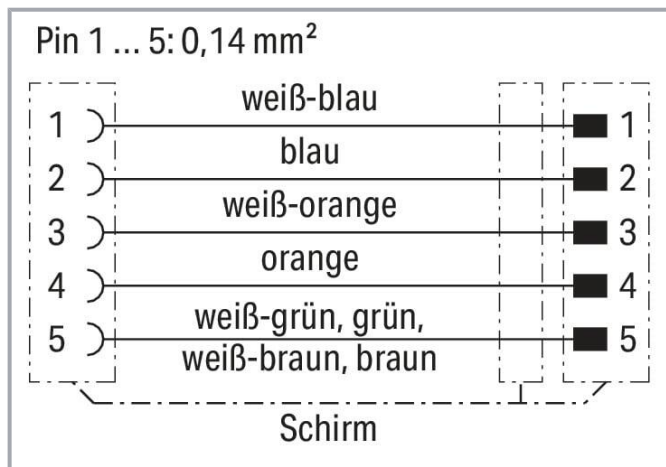 Pin 1 ... 5: 0,14 mm²
1 weiß-blau 1
2 blau 2
3 weiß-orange 3
4 orange 4
5 weiß-grün, grün, 5
weiß-braun, braun
Schirm